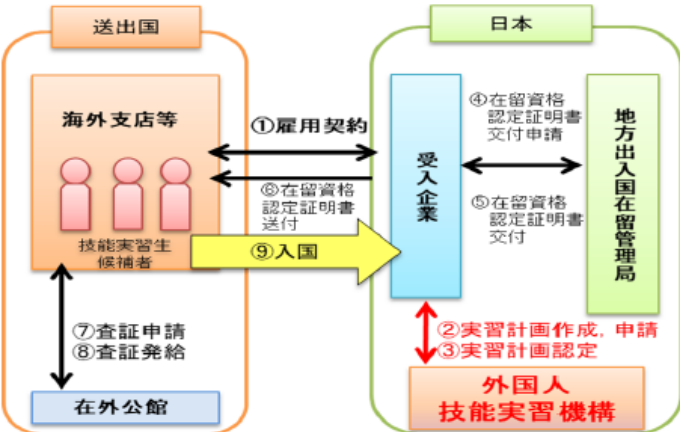 送出国
日本
海外支店等
技能実習生
候補者
①雇用契約
⑥在留資格
認定証明書
送付
⑨入国
⑦査証申請
⑧査証発給
在外公館
受入企業
④在留資格
認定証明書
交付申請
⑤在留資格
認定証明書
交付
地方出入国在留管理局
②実習計画作成，申請
③実習計画認定
外国人
技能実習機構